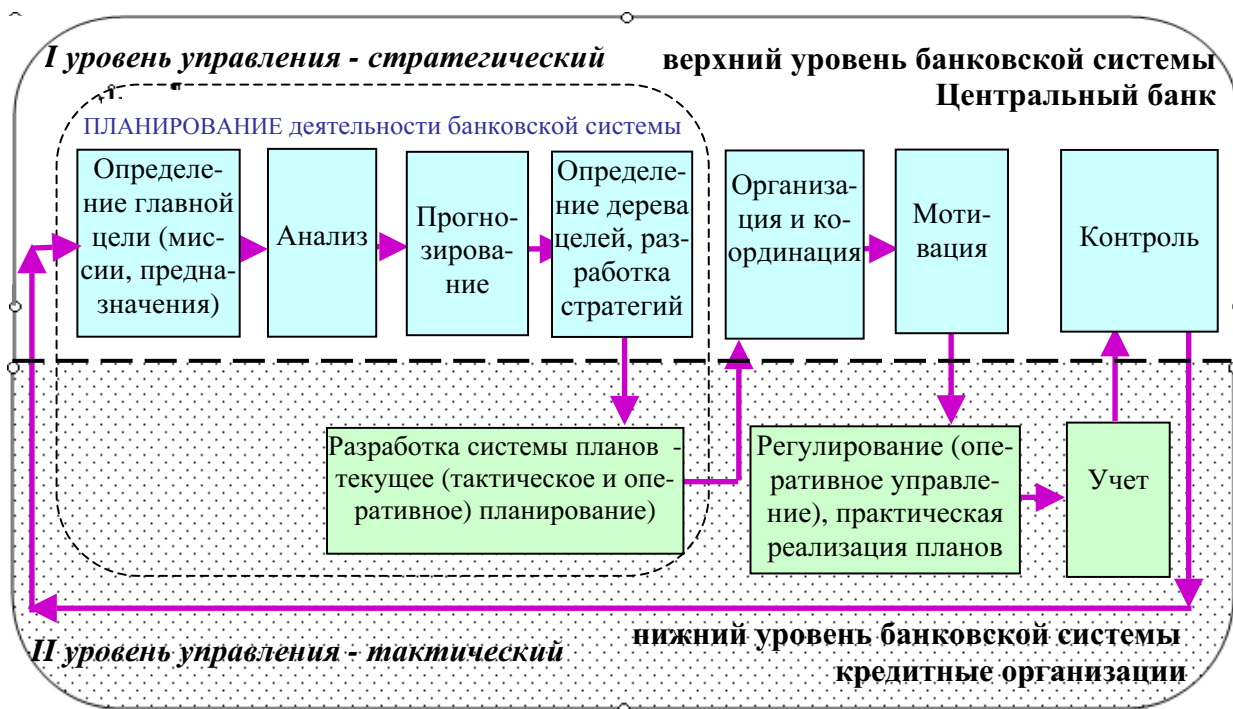 I уровень управления - стратегический
верхний уровень банковской системы
Центральный банк
ПЛАНИРОВАНИЕ деятельности банковской системы
Определе-
ние главной
цели (мис-
сии, предна-
значения)
Анализ
Прогно-
зирова-
ние
Определе-
ние дерева
целей, раз-
работка
стратегий
Организа-
ция и ко-
ординация
Моти-
вация
Контроль
Разработка системы планов -
текущее (тактическое и опе-
ративное) планирование)
Регулирование (опе-
ративное управле-
ние), практическая
реализация планов
Учет
II уровень управления - тактический
нижний уровень банковской системы
кредитные организации